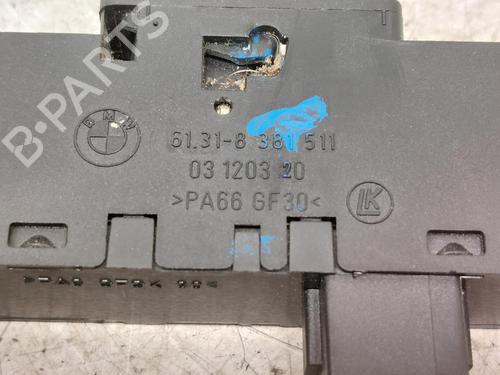 T
BMW
B-PARTS
61.31-8 381 511
03 1203 20
>PA66 GF30<
LK